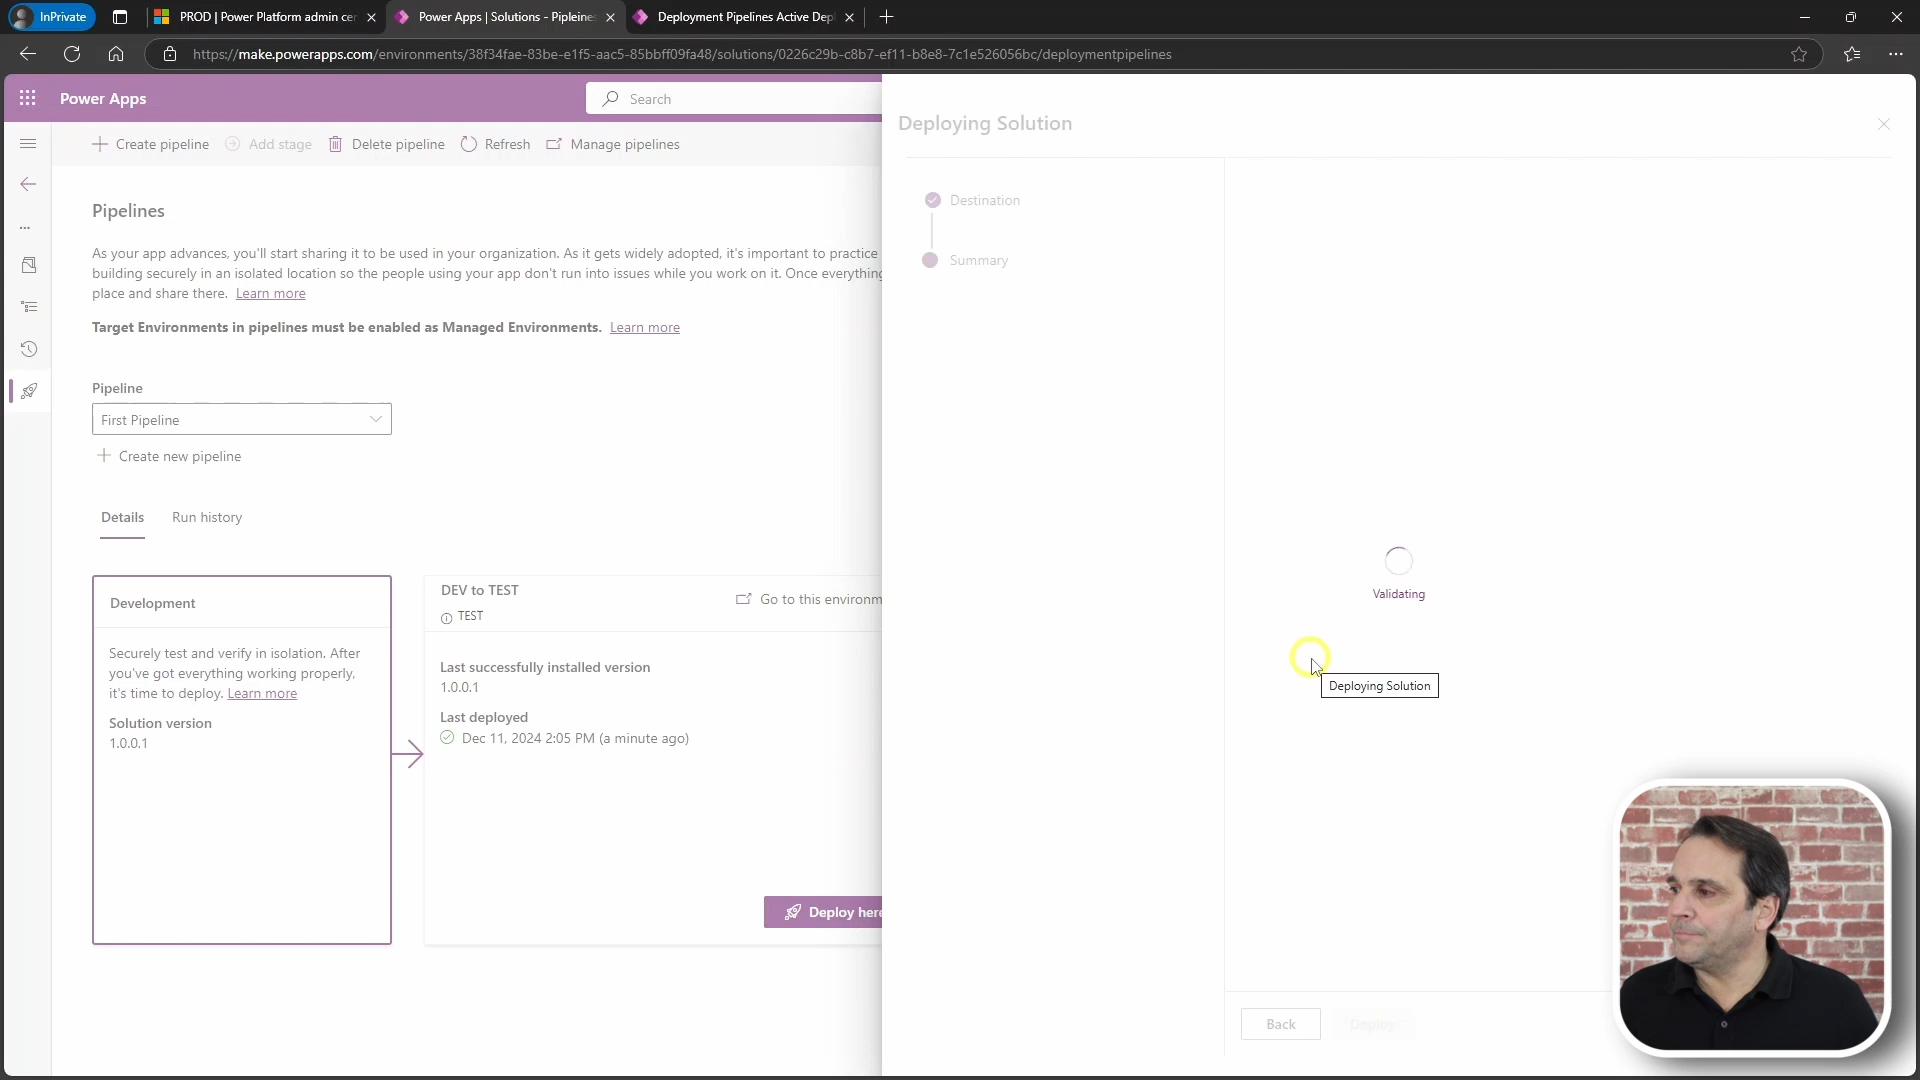 InPrivate
PROD | Power Platform admin cer
Power Apps | Solutions - Pipleines
Deployment Pipelines Active Dep
https://make.powerapps.com/environments/38f34fae-83be-e1f5-aac5-85bbff09fa48/solutions/0226c29b-c8b7-ef11-b8e8-7c1e526056bc/deploymentpipelines
Power Apps
Search
Create pipeline
Add stage
Delete pipeline
Refresh
Manage pipelines
Deploying Solution
Destination
Summary
Pipelines
As your app advances, you'll start sharing it to be used in your organization. As it gets widely adopted, it's important to practice
building securely in an isolated location so the people using your app don't run into issues while you work on it. Once everything
place and share there. Learn more
Target Environments in pipelines must be enabled as Managed Environments. Learn more
Pipeline
First Pipeline
Create new pipeline
Details
Run history
Development
Securely test and verify in isolation. After
you've got everything working properly,
it's time to deploy. Learn more
Solution version
1.0.0.1
DEV to TEST
TEST
Go to this environm
Last successfully installed version
1.0.0.1
Last deployed
Dec 11, 2024 2:05 PM (a minute ago)
Deploy here
Validating
Deploying Solution
Back
Deploy